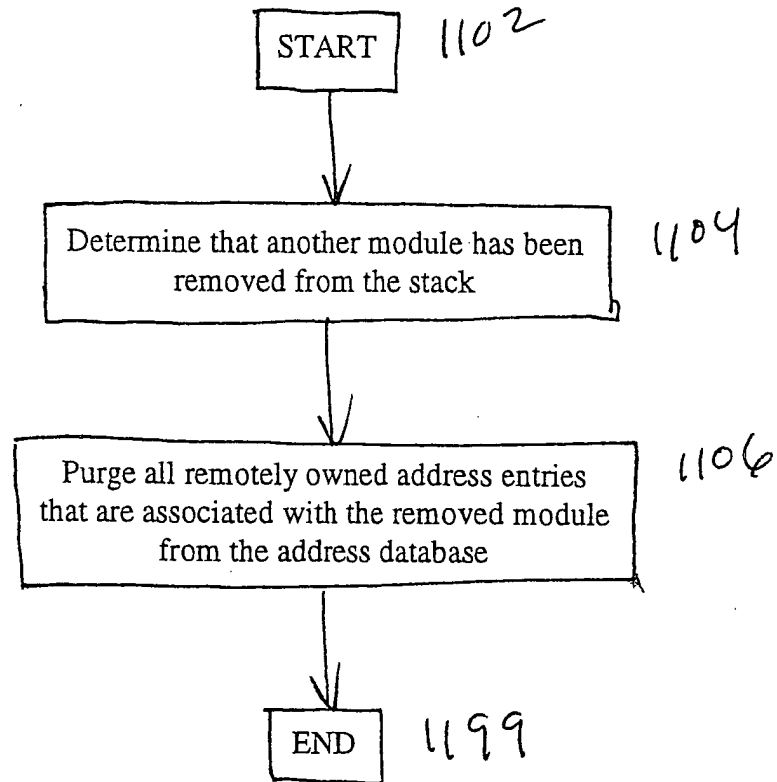 START 1102
Determine that another module has been
removed from the stack
1104
Purge all remotely owned address entries
that are associated with the removed module
from the address database
1106
END 1199